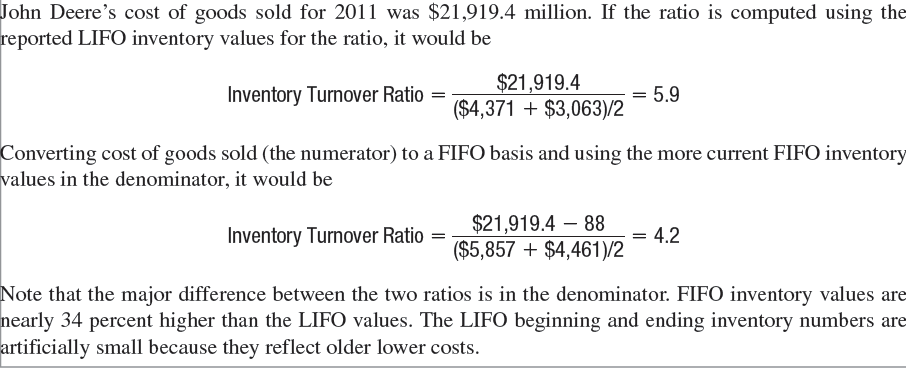 John Deere's cost of goods sold for 2011 was $21,919.4 million. If the ratio is computed using the
reported LIFO inventory values for the ratio, it would be
Inventory Turnover Ratio = $21,919.4 / ($4,371 + $3,063)/2 = 5.9
Converting cost of goods sold (the numerator) to a FIFO basis and using the more current FIFO inventory
values in the denominator, it would be
Inventory Turnover Ratio = $21,919.4 − 88 / ($5,857 + $4,461)/2 = 4.2
Note that the major difference between the two ratios is in the denominator. FIFO inventory values are
nearly 34 percent higher than the LIFO values. The LIFO beginning and ending inventory numbers are
artificially small because they reflect older lower costs.